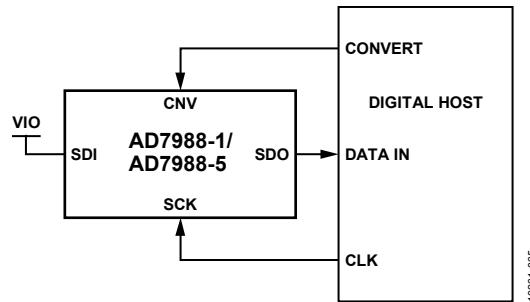 CONVERT
CNV
DIGITAL HOST
VIO
SDI
AD7988-1/
AD7988-5
SDO
DATA IN
SCK
CLK